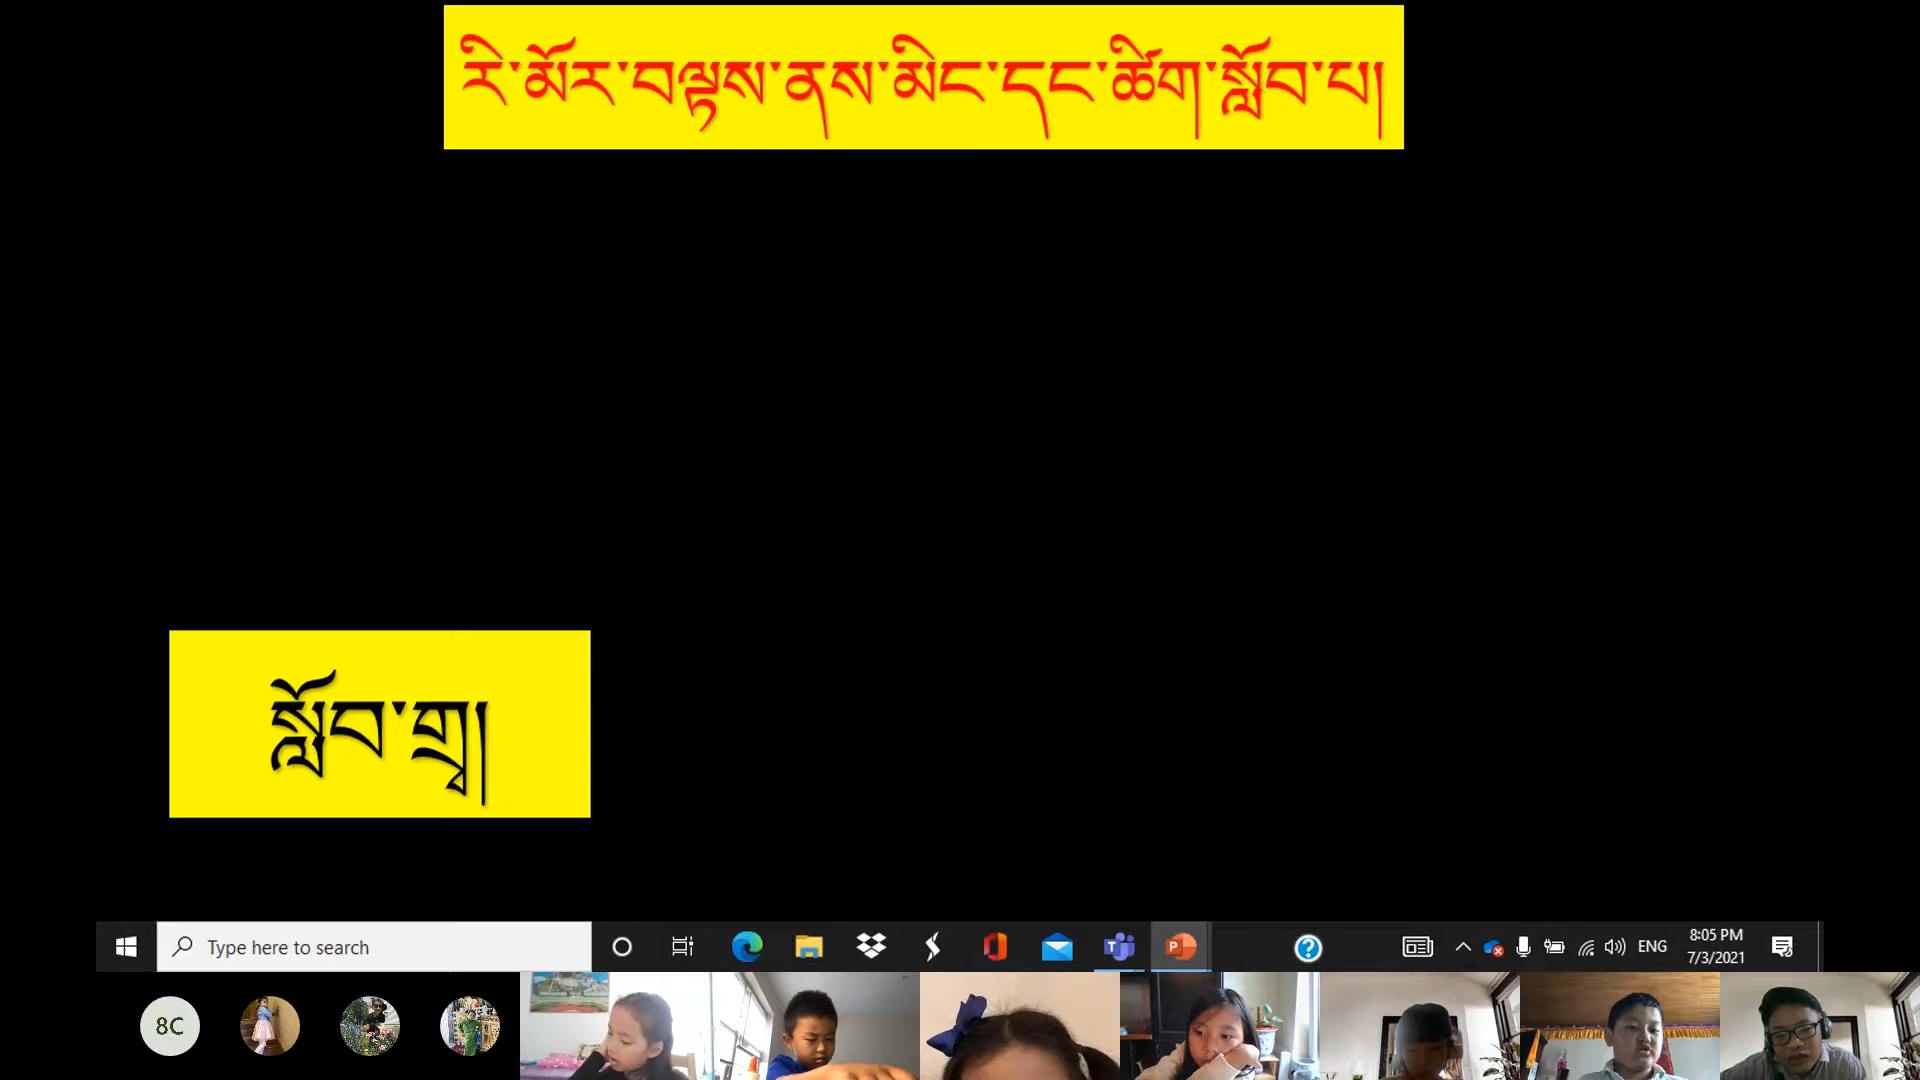 རི་མོར་བལྟས་ནས་མིང་དང་ཚིག་སློབ་པ།
སློབ་གྲྭ།
Type here to search
ENG
8:05 PM
7/3/2021
8C